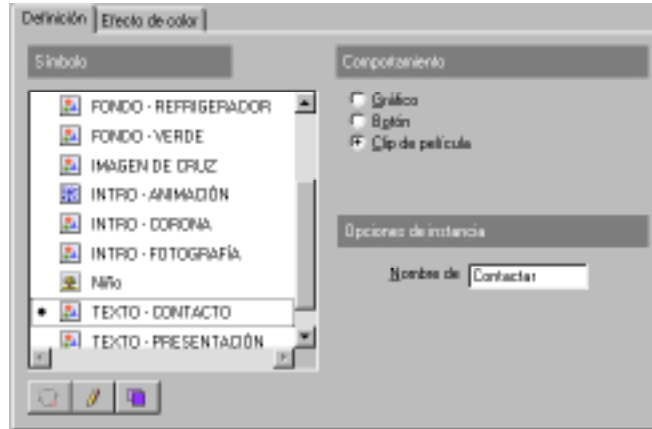 Definición Efecto de color
Símbolo
FONDO - REFRIGERADOR
FONDO - VERDE
IMAGEN DE CRUZ
INTRO - ANIMACIÓN
INTRO - CORONA
INTRO - FOTOGRAFÍA
Niño
TEXTO - CONTACTO
TEXTO - PRESENTACIÓN
Comportamiento
Gráfico
Botón
Clip de película
Opciones de instancia
Nombre de Contactar